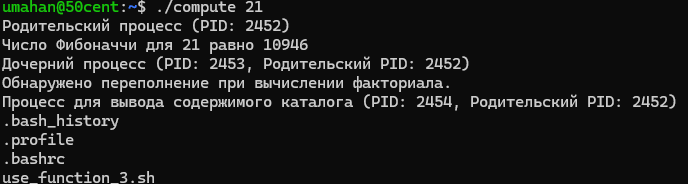 umahan@50cent:~$ ./compute 21
Родительский процесс (PID: 2452)
Число Фибоначчи для 21 равно 10946
Дочерний процесс (PID: 2453, Родительский PID: 2452)
Обнаружено переполнение при вычислении факториала.
Процесс для вывода содержимого каталога (PID: 2454, Родительский PID: 2452)
.bash_history
.profile
.bashrc
use_function_3.sh